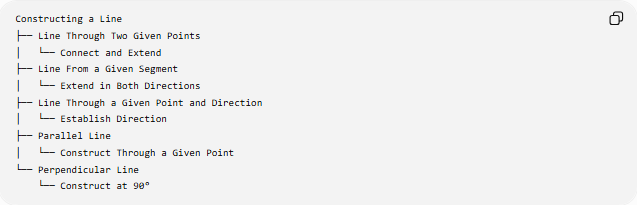 Constructing a Line
├── Line Through Two Given Points
│   └── Connect and Extend
├── Line From a Given Segment
│   └── Extend in Both Directions
├── Line Through a Given Point and Direction
│   └── Establish Direction
├── Parallel Line
│   └── Construct Through a Given Point
└── Perpendicular Line
    └── Construct at 90°